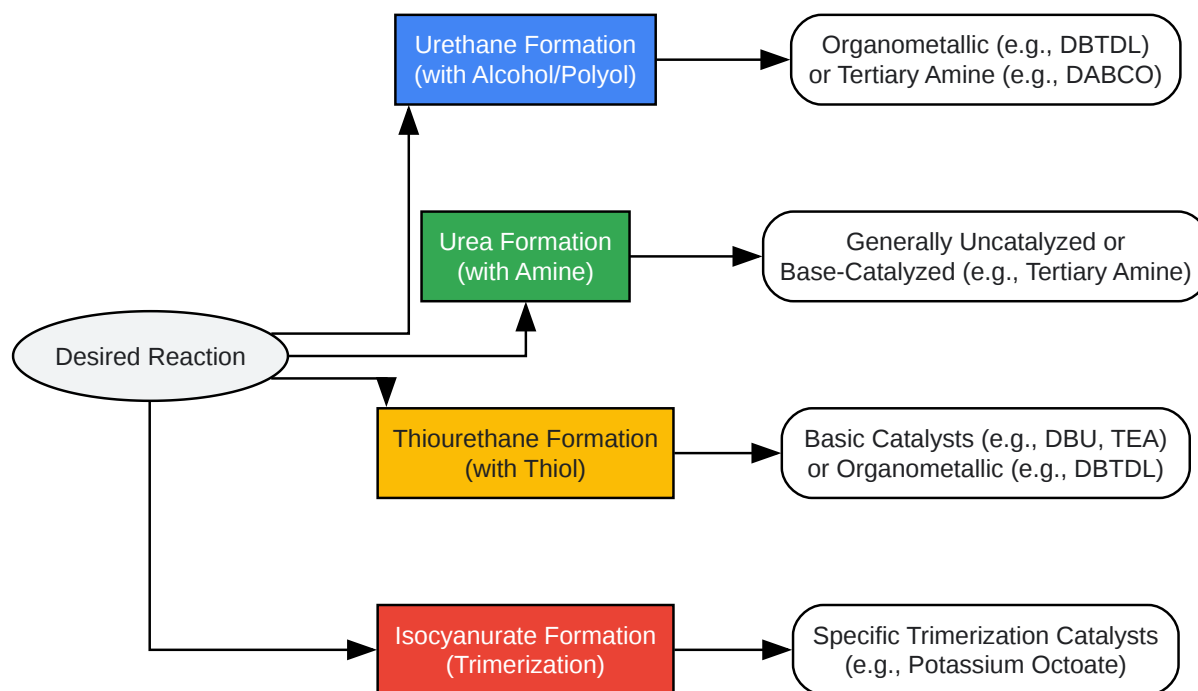 Urethane Formation
(with Alcohol/Polyol)
Organometallic (e.g., DBTDL)
or Tertiary Amine (e.g., DABCO)
Urea Formation
(with Amine)
Generally Uncatalyzed or
Base-Catalyzed (e.g., Tertiary Amine)
Desired Reaction
Thiourethane Formation
(with Thiol)
Basic Catalysts (e.g., DBU, TEA)
or Organometallic (e.g., DBTDL)
Isocyanurate Formation
(Trimerization)
Specific Trimerization Catalysts
(e.g., Potassium Octoate)